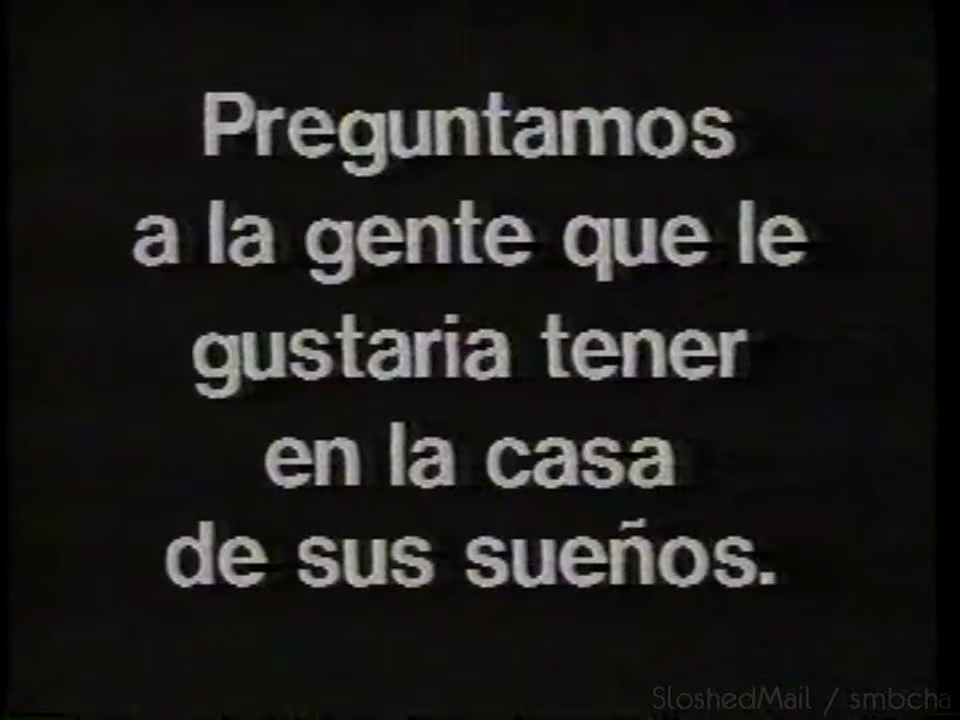 Preguntamos
a la gente que le
gustaria tener
en la casa
de sus sueños.
SloshedMail / smbcha